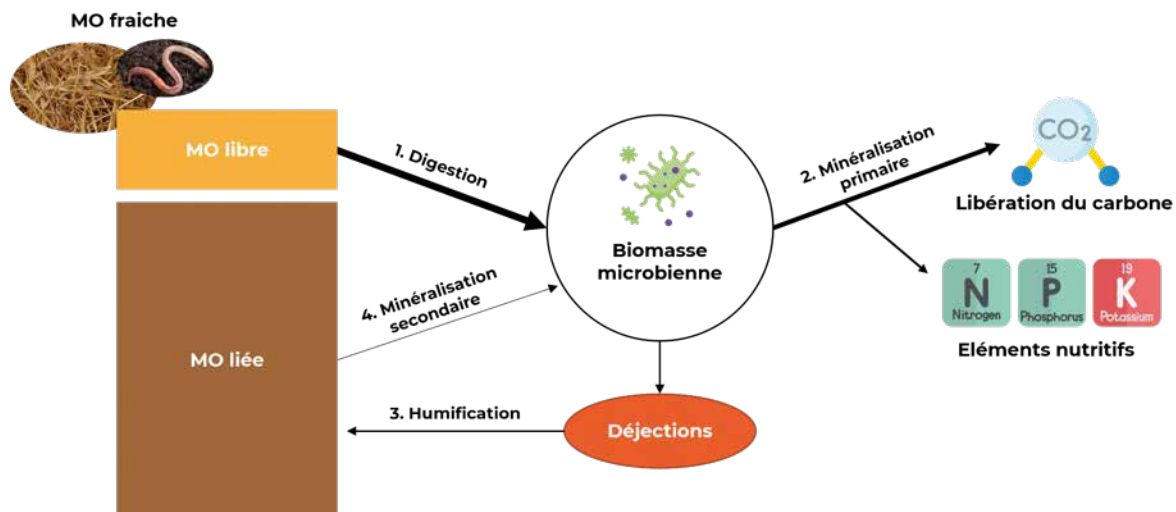 MO fraiche
MO libre
1. Digestion
Biomasse
microbienne
2. Minéralisation
primaire
CO2
Libération du carbone
7
N
Nitrogen
15
P
Phosphorus
19
K
Potassium
Eléments nutritifs
4. Minéralisation
secondaire
MO liée
3. Humification
Déjections